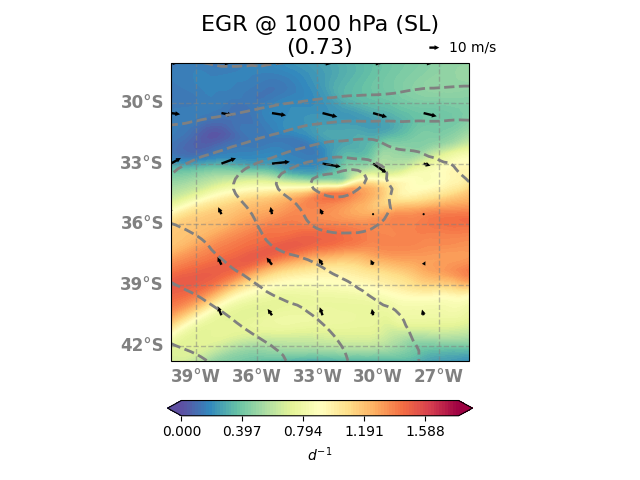 EGR @ 1000 hPa (SL)
(0.73)
10 m/s
30°S
33°S
36°S
39°S
42°S
39°W 36°W 33°W 30°W 27°W
0.000 0.397 0.794 1.191 1.588
d⁻¹